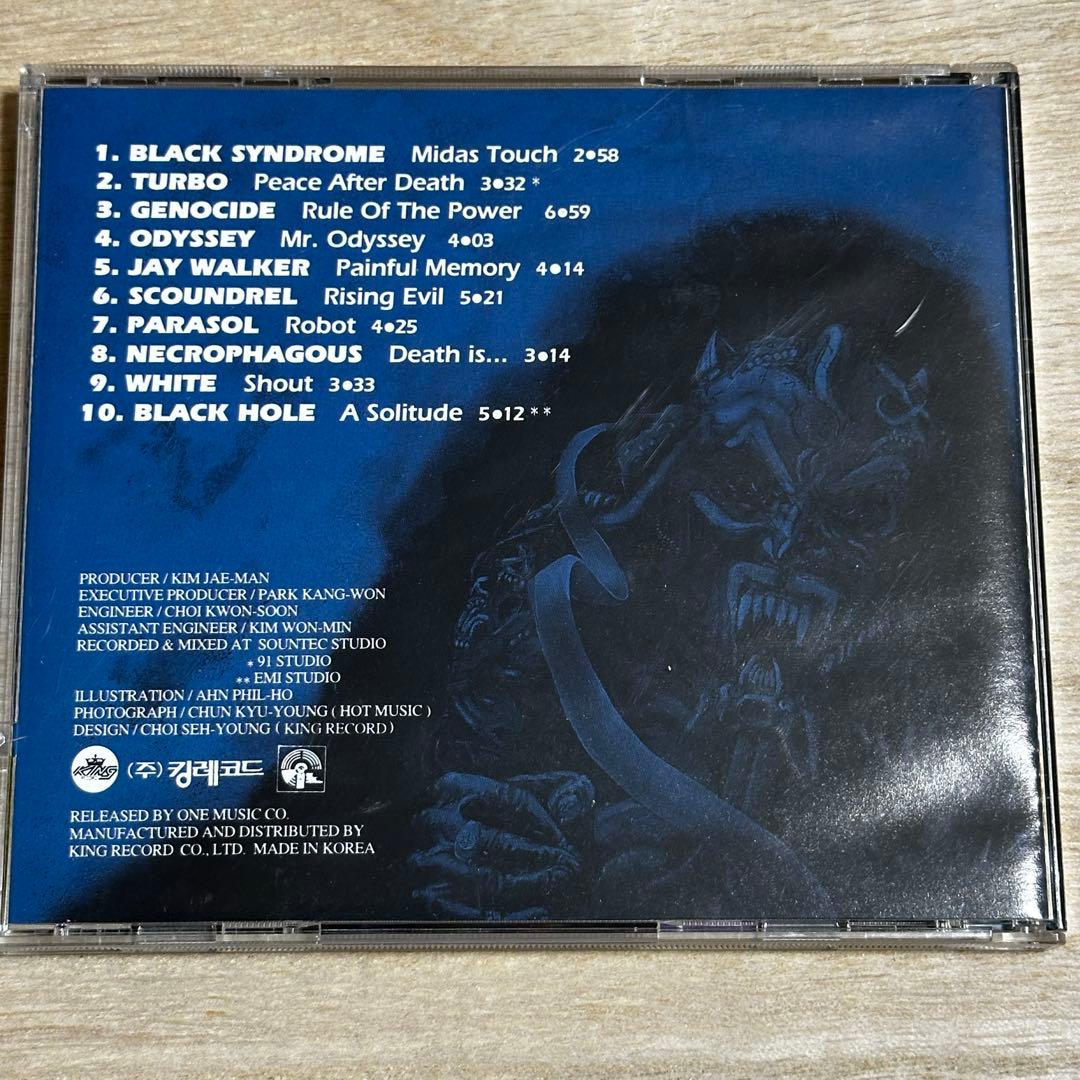 1. BLACK SYNDROME Midas Touch 2●58
2. TURBO Peace After Death 3●32 *
3. GENOCIDE Rule Of The Power 6●59
4. ODYSSEY Mr. Odyssey 4●03
5. JAY WALKER Painful Memory 4●14
6. SCOUNDREL Rising Evil 5●21
7. PARASOL Robot 4●25
8. NECROPHAGOUS Death is... 3●14
9. WHITE Shout 3●33
10. BLACK HOLE A Solitude 5●12 **
PRODUCER / KIM JAE-MAN
EXECUTIVE PRODUCER / PARK KANG-WON
ENGINEER / CHOI KWON-SOON
ASSISTANT ENGINEER / KIM WON-MIN
RECORDED & MIXED AT SOUNTEC STUDIO
* 91 STUDIO
** EMI STUDIO
ILLUSTRATION / AHN PHIL-HO
PHOTOGRAPH / CHUN KYU-YOUNG ( HOT MUSIC )
DESIGN / CHOI SEH-YOUNG ( KING RECORD )
KING (주) 킹레코드
RELEASED BY ONE MUSIC CO.
MANUFACTURED AND DISTRIBUTED BY
KING RECORD CO., LTD. MADE IN KOREA